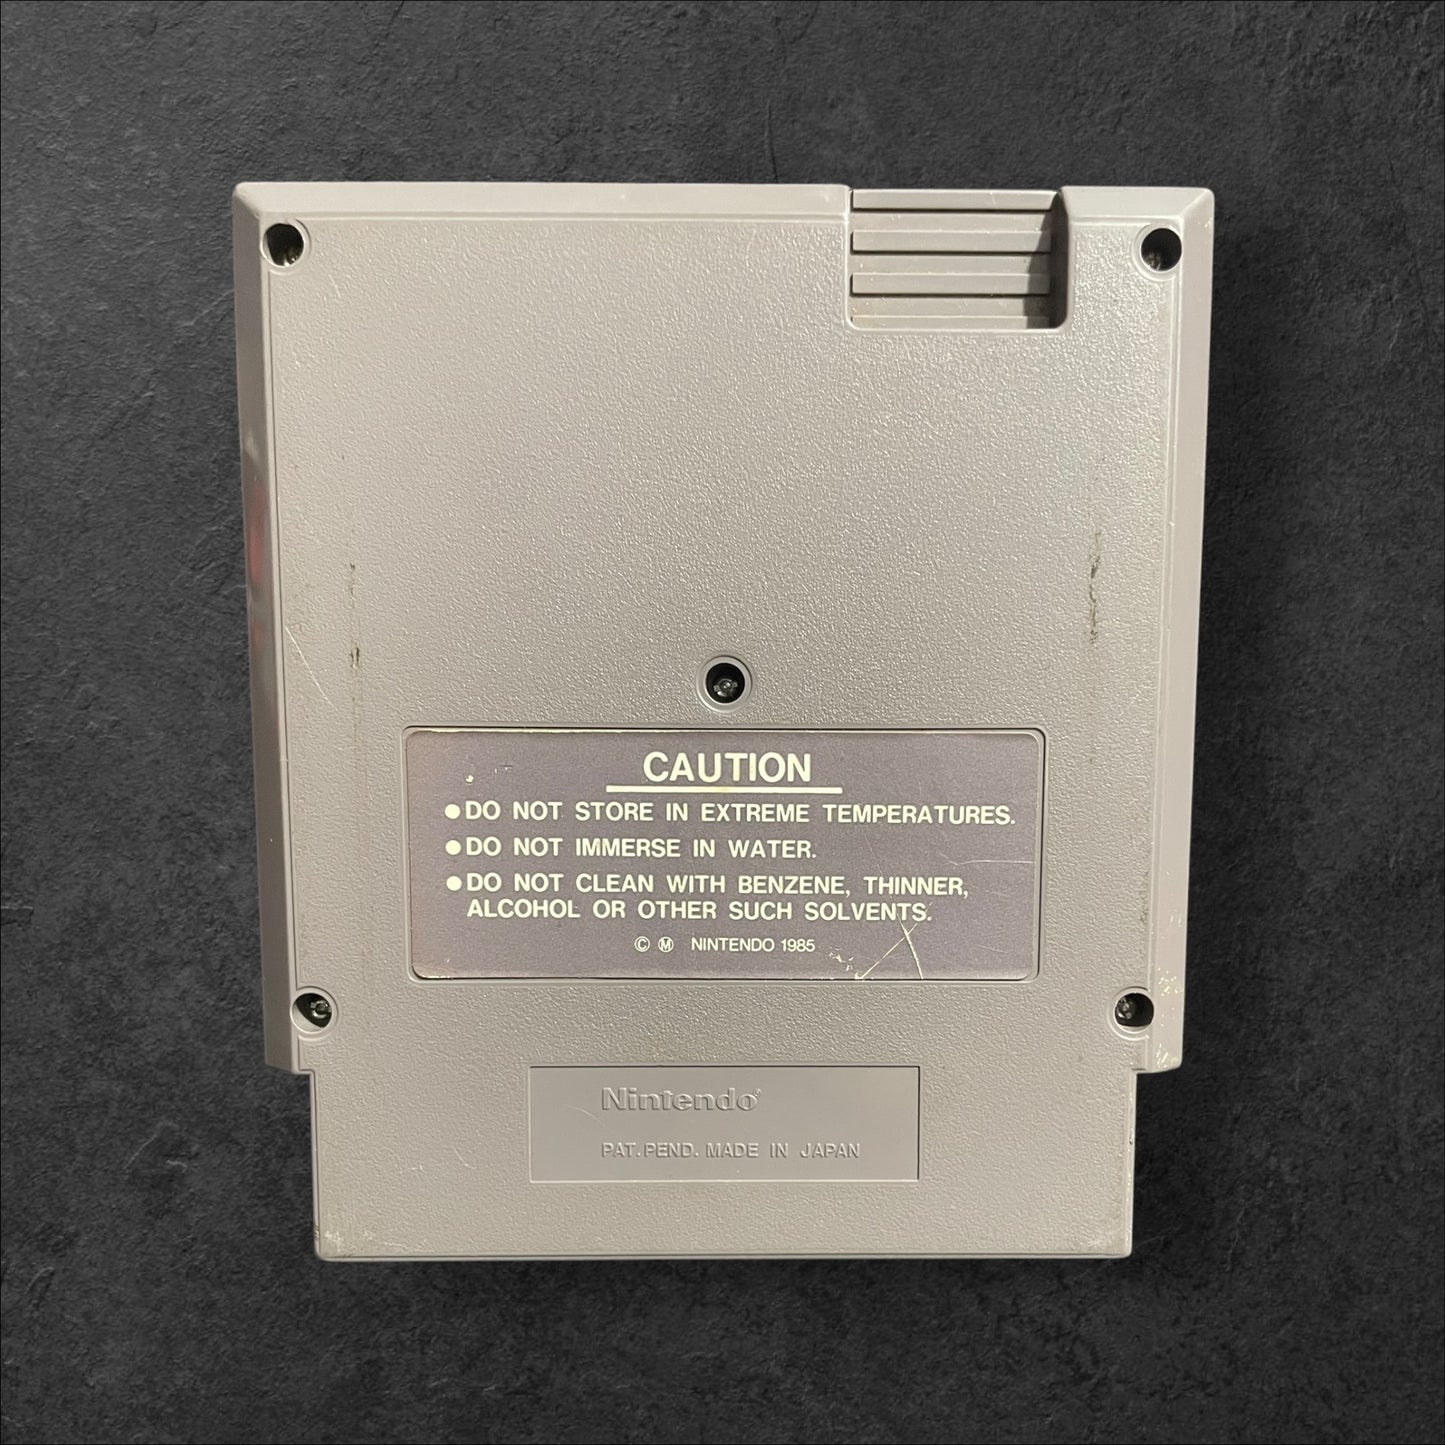 CAUTION
●DO NOT STORE IN EXTREME TEMPERATURES.
●DO NOT IMMERSE IN WATER.
●DO NOT CLEAN WITH BENZENE, THINNER,
ALCOHOL OR OTHER SUCH SOLVENTS.
© Ⓜ NINTENDO 1985
Nintendo®
PAT. PEND. MADE IN JAPAN